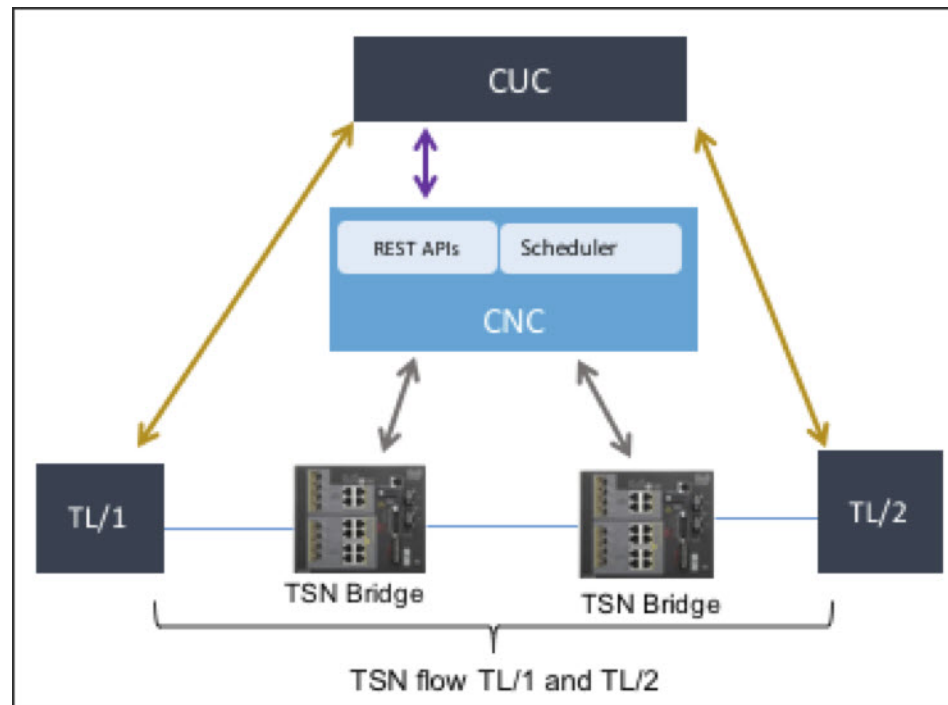 CUC
REST APIs
Scheduler
CNC
TL/1
TL/2
TSN Bridge
TSN Bridge
TSN flow TL/1 and TL/2